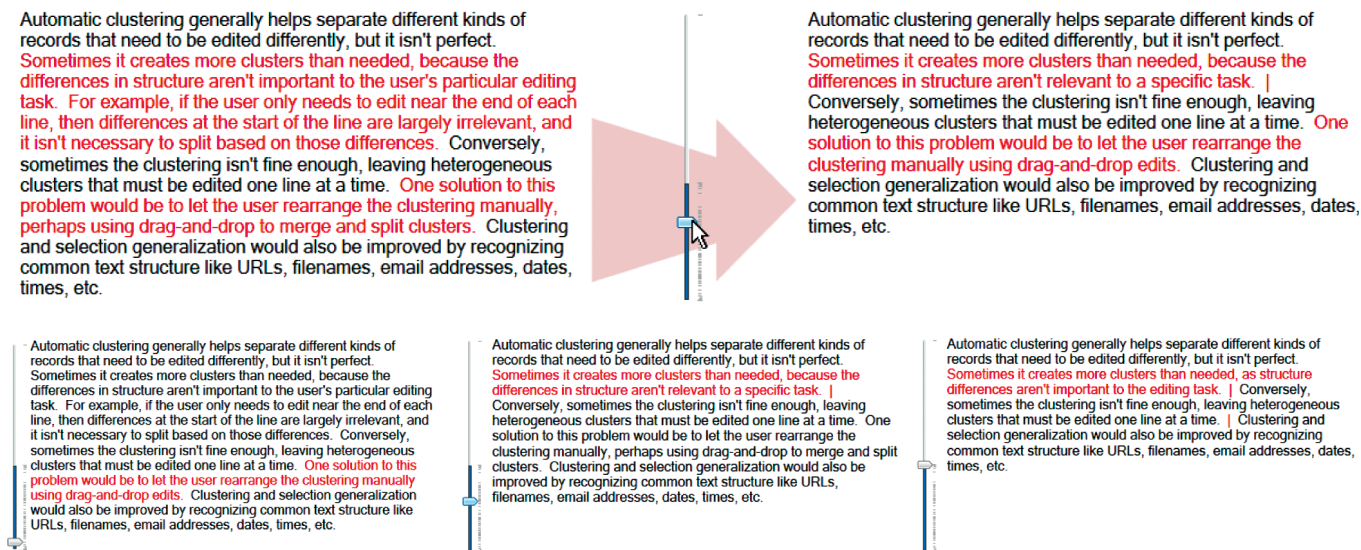 Automatic clustering generally helps separate different kinds of
records that need to be edited differently, but it isn't perfect.
Sometimes it creates more clusters than needed, because the
differences in structure aren't important to the user's particular editing
task. For example, if the user only needs to edit near the end of each
line, then differences at the start of the line are largely irrelevant, and
it isn't necessary to split based on those differences. Conversely,
sometimes the clustering isn't fine enough, leaving heterogeneous
clusters that must be edited one line at a time. One solution to this
problem would be to let the user rearrange the clustering manually,
perhaps using drag-and-drop to merge and split clusters. Clustering
and selection generalization would also be improved by recognizing
common text structure like URLs, filenames, email addresses, dates,
times, etc.
Automatic clustering generally helps separate different kinds of
records that need to be edited differently, but it isn't perfect.
Sometimes it creates more clusters than needed, because the
differences in structure aren't relevant to a specific task. |
Conversely, sometimes the clustering isn't fine enough, leaving
heterogeneous clusters that must be edited one line at a time. One
solution to this problem would be to let the user rearrange the
clustering manually using drag-and-drop edits. Clustering and
selection generalization would also be improved by recognizing
common text structure like URLs, filenames, email addresses, dates,
times, etc.
Automatic clustering generally helps separate different kinds of
records that need to be edited differently, but it isn't perfect.
Sometimes it creates more clusters than needed, because the
differences in structure aren't important to the user's particular editing
task. For example, if the user only needs to edit near the end of each
line, then differences at the start of the line are largely irrelevant, and
it isn't necessary to split based on those differences. Conversely,
sometimes the clustering isn't fine enough, leaving heterogeneous
clusters that must be edited one line at a time. One solution to this
problem would be to let the user rearrange the clustering manually
using drag-and-drop edits. Clustering and selection generalization
would also be improved by recognizing common text structure like
URLs, filenames, email addresses, dates, times, etc.
Automatic clustering generally helps separate different kinds of
records that need to be edited differently, but it isn't perfect.
Sometimes it creates more clusters than needed, because the
differences in structure aren't relevant to a specific task. |
Conversely, sometimes the clustering isn't fine enough, leaving
heterogeneous clusters that must be edited one line at a time. One
solution to this problem would be to let the user rearrange the
clustering manually, perhaps using drag-and-drop to merge and split
clusters. Clustering and selection generalization would also be
improved by recognizing common text structure like URLs,
filenames, email addresses, dates, times, etc.
Automatic clustering generally helps separate different kinds of
records that need to be edited differently, but it isn't perfect.
Sometimes it creates more clusters than needed, as structure
differences aren't important to the editing task. | Conversely,
sometimes the clustering isn't fine enough, leaving heterogeneous
clusters that must be edited one line at a time. | Clustering and
selection generalization would also be improved by recognizing
common text structure like URLs, filenames, email addresses, dates,
times, etc.